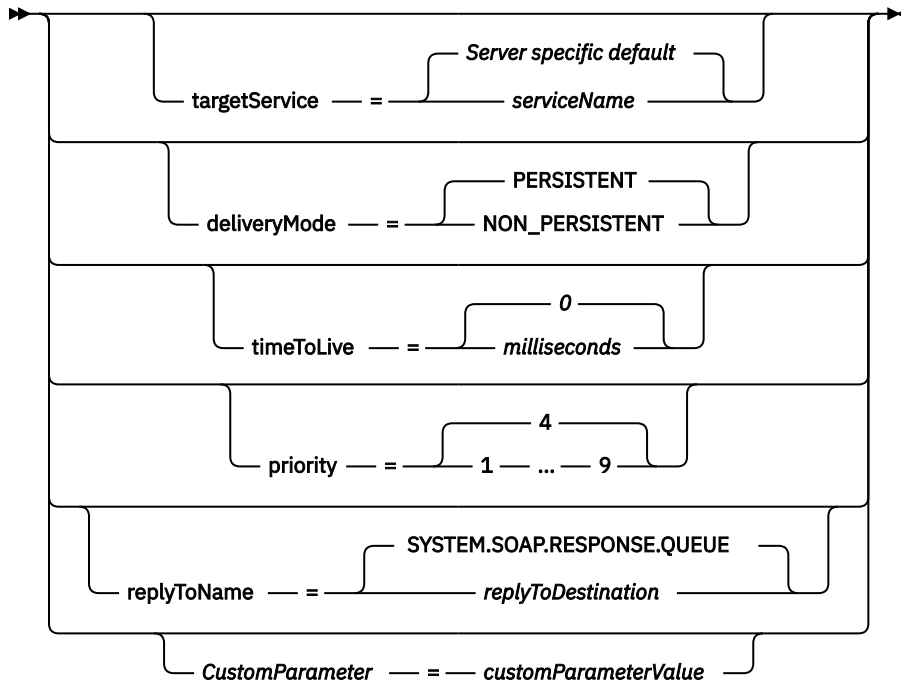 Server specific default
targetService = serviceName
PERSISTENT
deliveryMode = NON_PERSISTENT
0
timeToLive = milliseconds
4
priority = 1 ... 9
SYSTEM.SOAP.RESPONSE.QUEUE
replyToName = replyToDestination
CustomParameter = customParameterValue